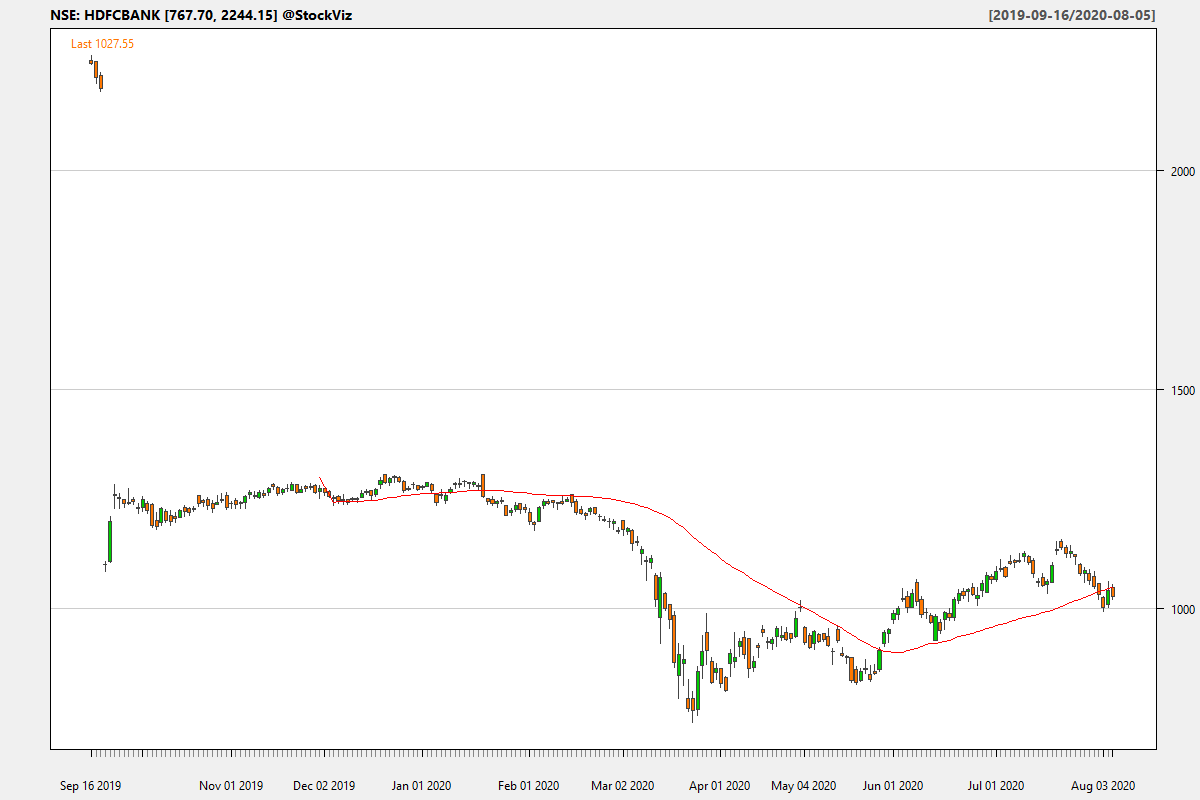 NSE: HDFCBANK [767.70, 2244.15] @StockViz
[2019-09-16/2020-08-05]
Last 1027.55
2000
1500
1000
Sep 16 2019 Nov 01 2019 Dec 02 2019 Jan 01 2020 Feb 01 2020 Mar 02 2020 Apr 01 2020 May 04 2020 Jun 01 2020 Jul 01 2020 Aug 03 2020